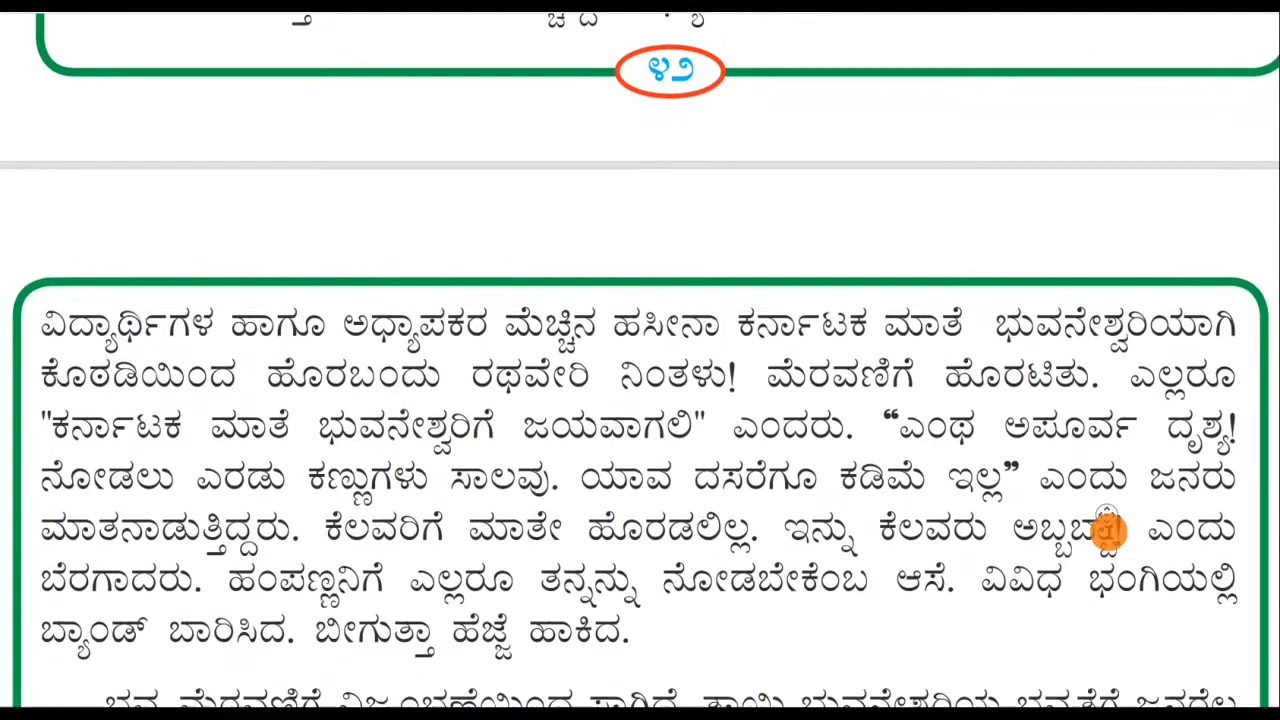 ೪೨
ವಿದ್ಯಾರ್ಥಿಗಳ ಹಾಗೂ ಅಧ್ಯಾಪಕರ ಮೆಚ್ಚಿನ ಹಸೀನಾ ಕರ್ನಾಟಕ ಮಾತೆ ಭುವನೇಶ್ವರಿಯಾಗಿ
ಕೊಠಡಿಯಿಂದ ಹೊರಬಂದು ರಥವೇರಿ ನಿಂತಳು! ಮೆರವಣಿಗೆ ಹೊರಟಿತು. ಎಲ್ಲರೂ
"ಕರ್ನಾಟಕ ಮಾತೆ ಭುವನೇಶ್ವರಿಗೆ ಜಯವಾಗಲಿ" ಎಂದರು. “ಎಂಥ ಅಪೂರ್ವ ದೃಶ್ಯ!
ನೋಡಲು ಎರಡು ಕಣ್ಣುಗಳು ಸಾಲವು. ಯಾವ ದಸರೆಗೂ ಕಡಿಮೆ ಇಲ್ಲ” ಎಂದು ಜನರು
ಮಾತನಾಡುತ್ತಿದ್ದರು. ಕೆಲವರಿಗೆ ಮಾತೇ ಹೊರಡಲಿಲ್ಲ. ಇನ್ನು ಕೆಲವರು ಎಂದು
ಬೆರಗಾದರು. ಹಂಪಣ್ಣನಿಗೆ ಎಲ್ಲರೂ ತನ್ನನ್ನು ನೋಡಬೇಕೆಂಬ ಆಸೆ. ವಿವಿಧ ಭಂಗಿಯಲ್ಲಿ
ಬ್ಯಾಂಡ್ ಬಾರಿಸಿದ. ಬೀಗುತ್ತಾ ಹೆಜ್ಜೆ ಹಾಕಿದ.